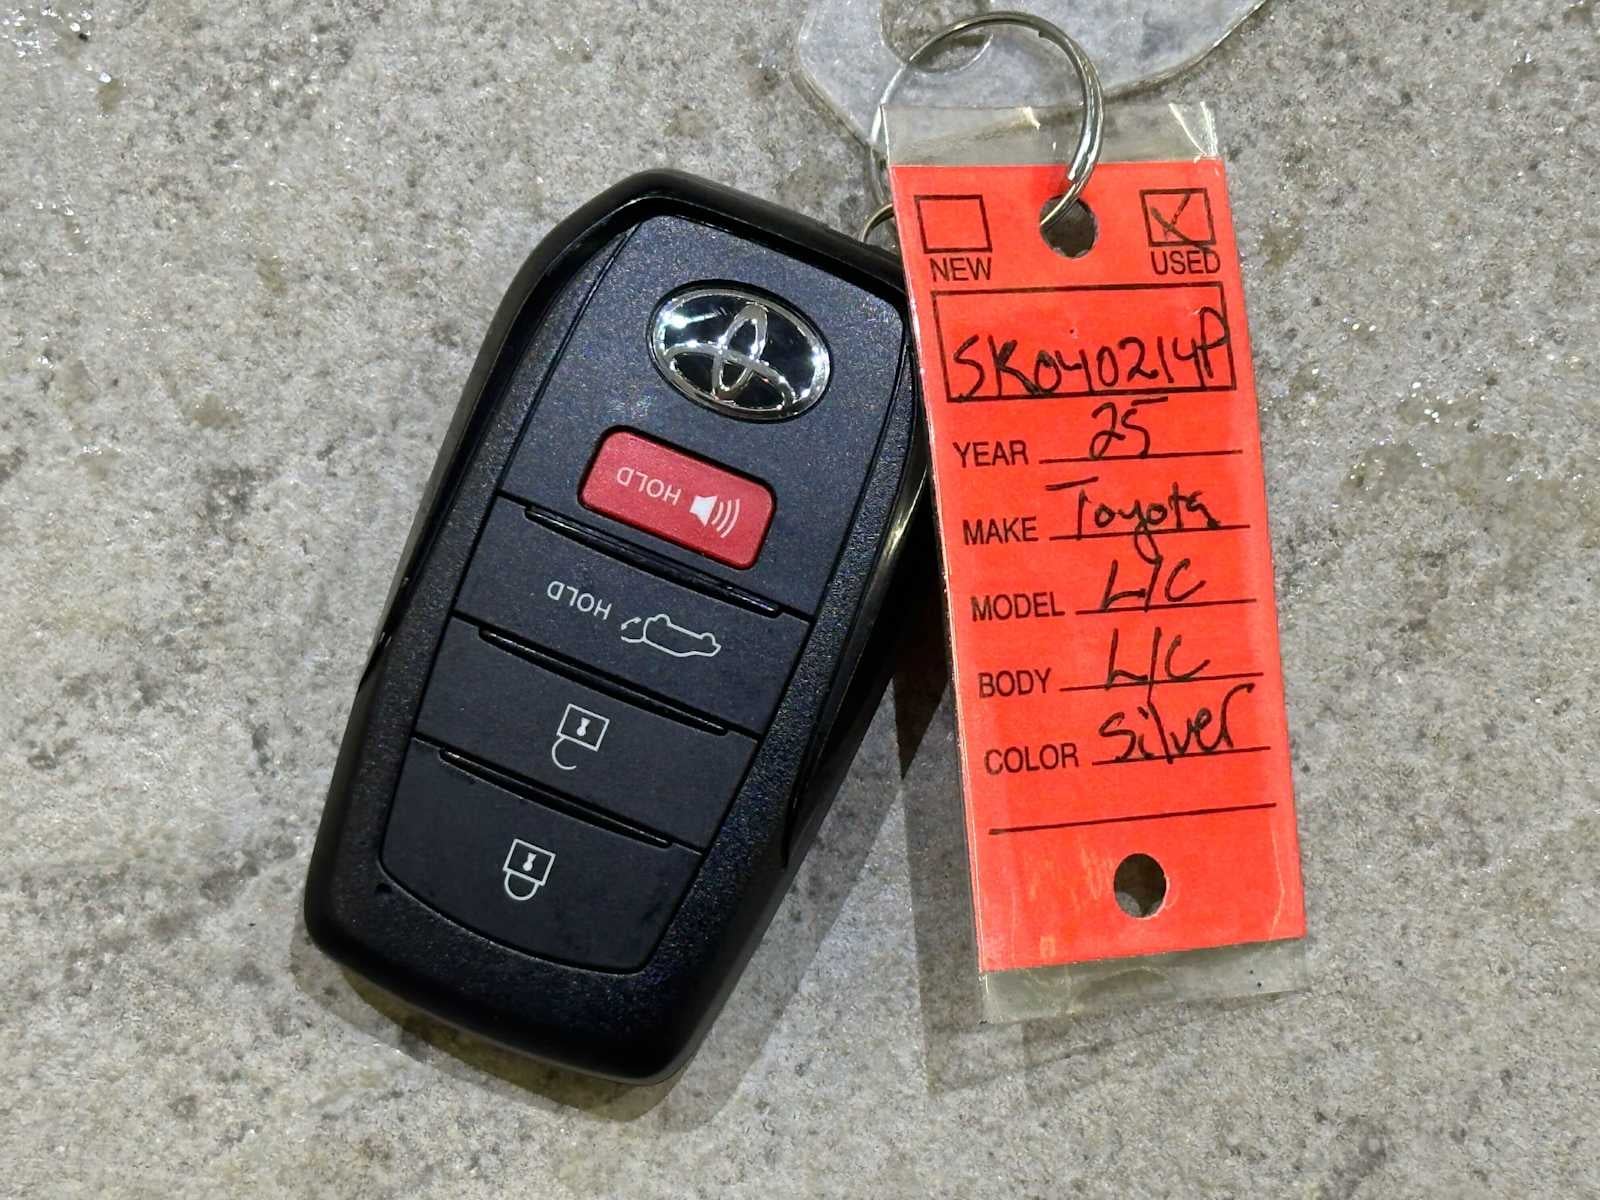 HOLD
HOLD
NEW USED
SK040214P
YEAR 25
MAKE Toyota
MODEL L/C
BODY L/C
COLOR Silver